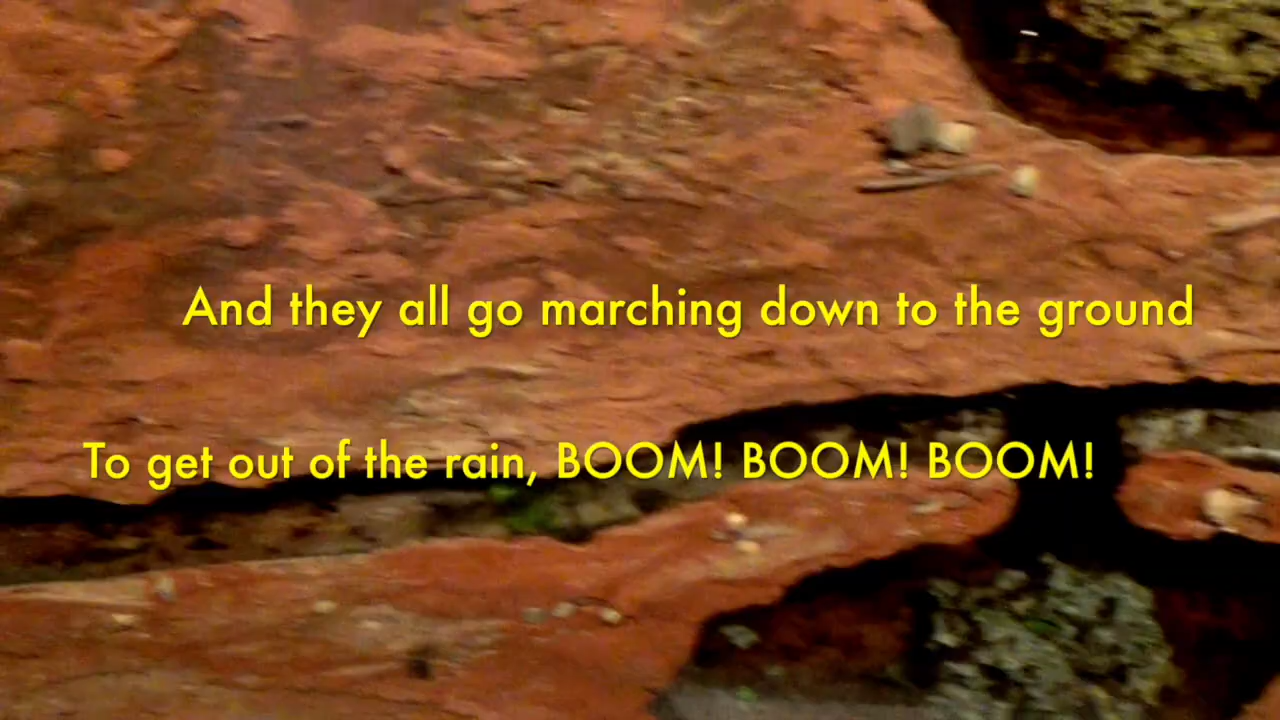 And they all go marching down to the ground
To get out of the rain, BOOM! BOOM! BOOM!